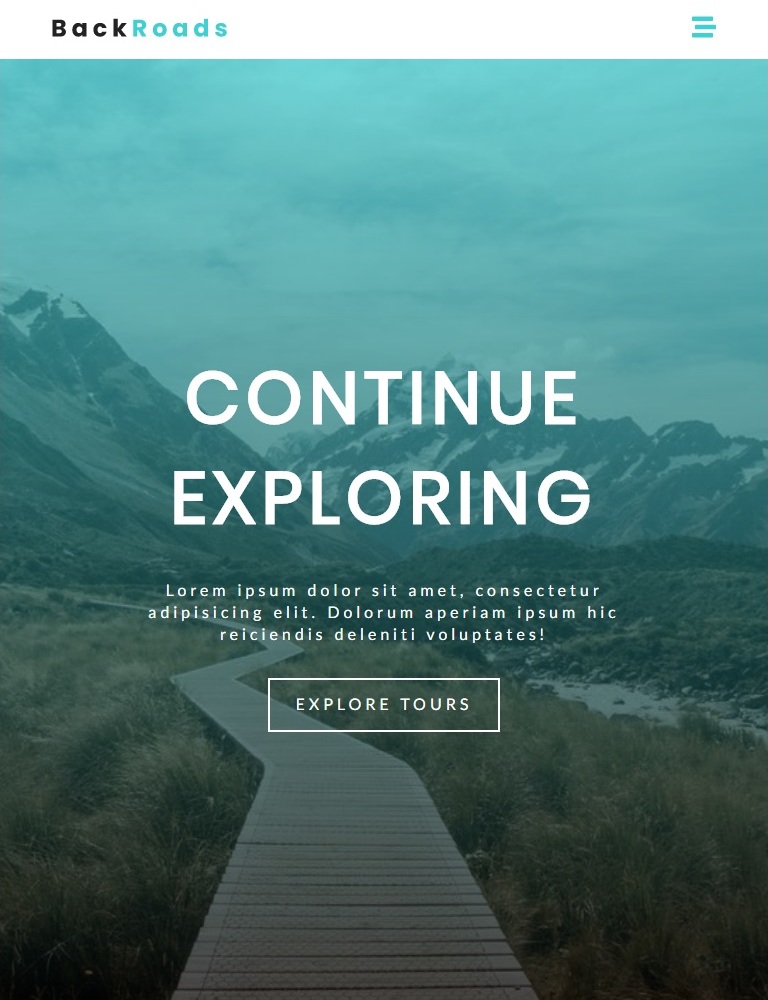 BackRoads
CONTINUE
EXPLORING
Lorem ipsum dolor sit amet, consectetur
adipisicing elit. Dolorum aperiam ipsum hic
reiciendis deleniti voluptates!
EXPLORE TOURS